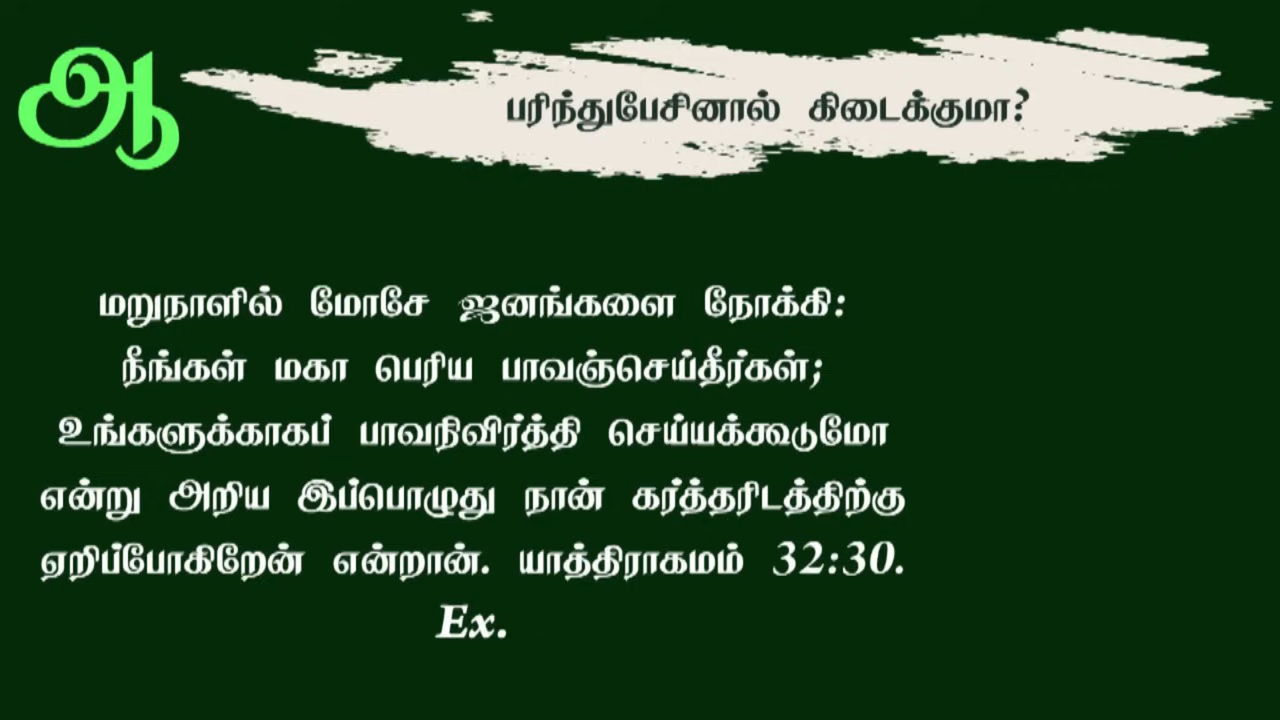 ஆ
பரிந்துபேசினால் கிடைக்குமா?
மறுநாளில் மோசே ஜனங்களை நோக்கி:
நீங்கள் மகா பெரிய பாவஞ்செய்தீர்கள்;
உங்களுக்காகப் பாவநிவிர்த்தி செய்யக்கூடுமோ
என்று அறிய இப்பொழுது நான் கர்த்தரிடத்திற்கு
ஏறிப்போகிறேன் என்றான். யாத்திராகமம் 32:30.
Ex.